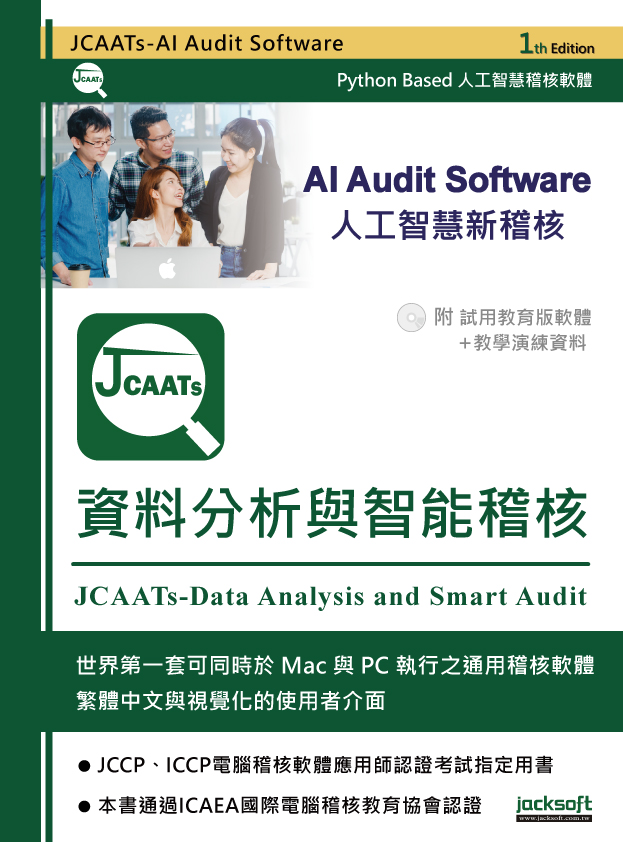 JCAATs-AI Audit Software
1th Edition
JCAATs
Python Based 人工智慧稽核軟體
AI Audit Software
人工智慧新稽核
附 試用教育版軟體
+教學演練資料
JCAATs
資料分析與智能稽核
JCAATs-Data Analysis and Smart Audit
世界第一套可同時於 Mac 與 PC 執行之通用稽核軟體
繁體中文與視覺化的使用者介面
● JCCP、ICCP電腦稽核軟體應用師認證考試指定用書
● 本書通過ICAEA國際電腦稽核教育協會認證
jacksoft
www.jacksoft.com.tw